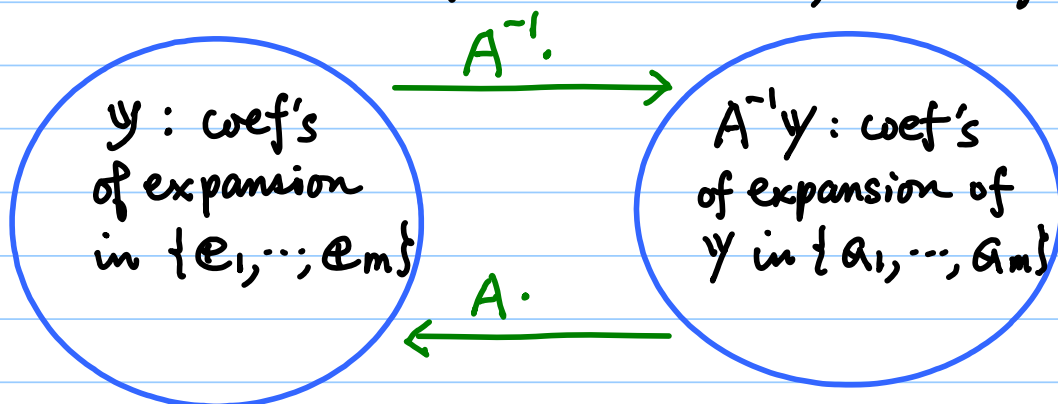 A⁻¹·
y : coef's
of expansion
in {e₁,···, eₘ}
A⁻¹y : coef's
of expansion of
y in {a₁,···, aₘ}
A·